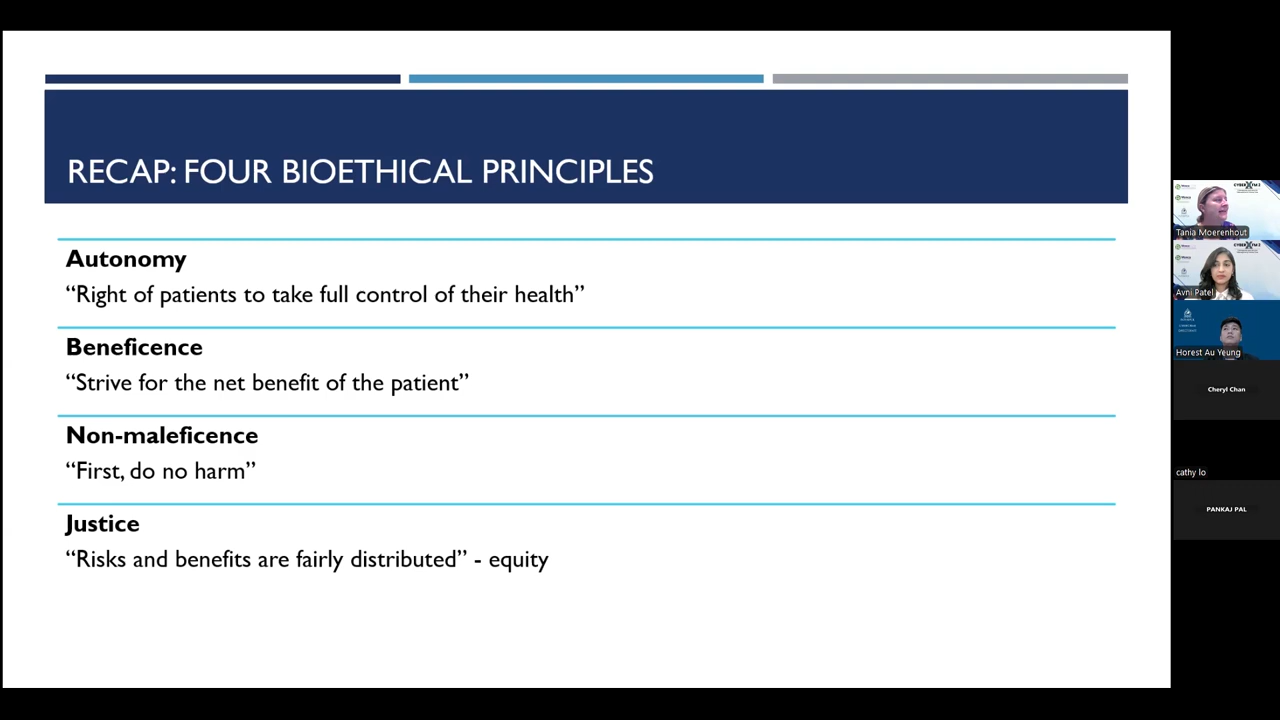 RECAP: FOUR BIOETHICAL PRINCIPLES
Autonomy
“Right of patients to take full control of their health”
Beneficence
“Strive for the net benefit of the patient”
Non-maleficence
“First, do no harm”
Justice
“Risks and benefits are fairly distributed” - equity
Tania Moerenhout
Avni Patel
Horest Au Yeung
Cheryl Chan
cathy lo
PANKAJ PAL